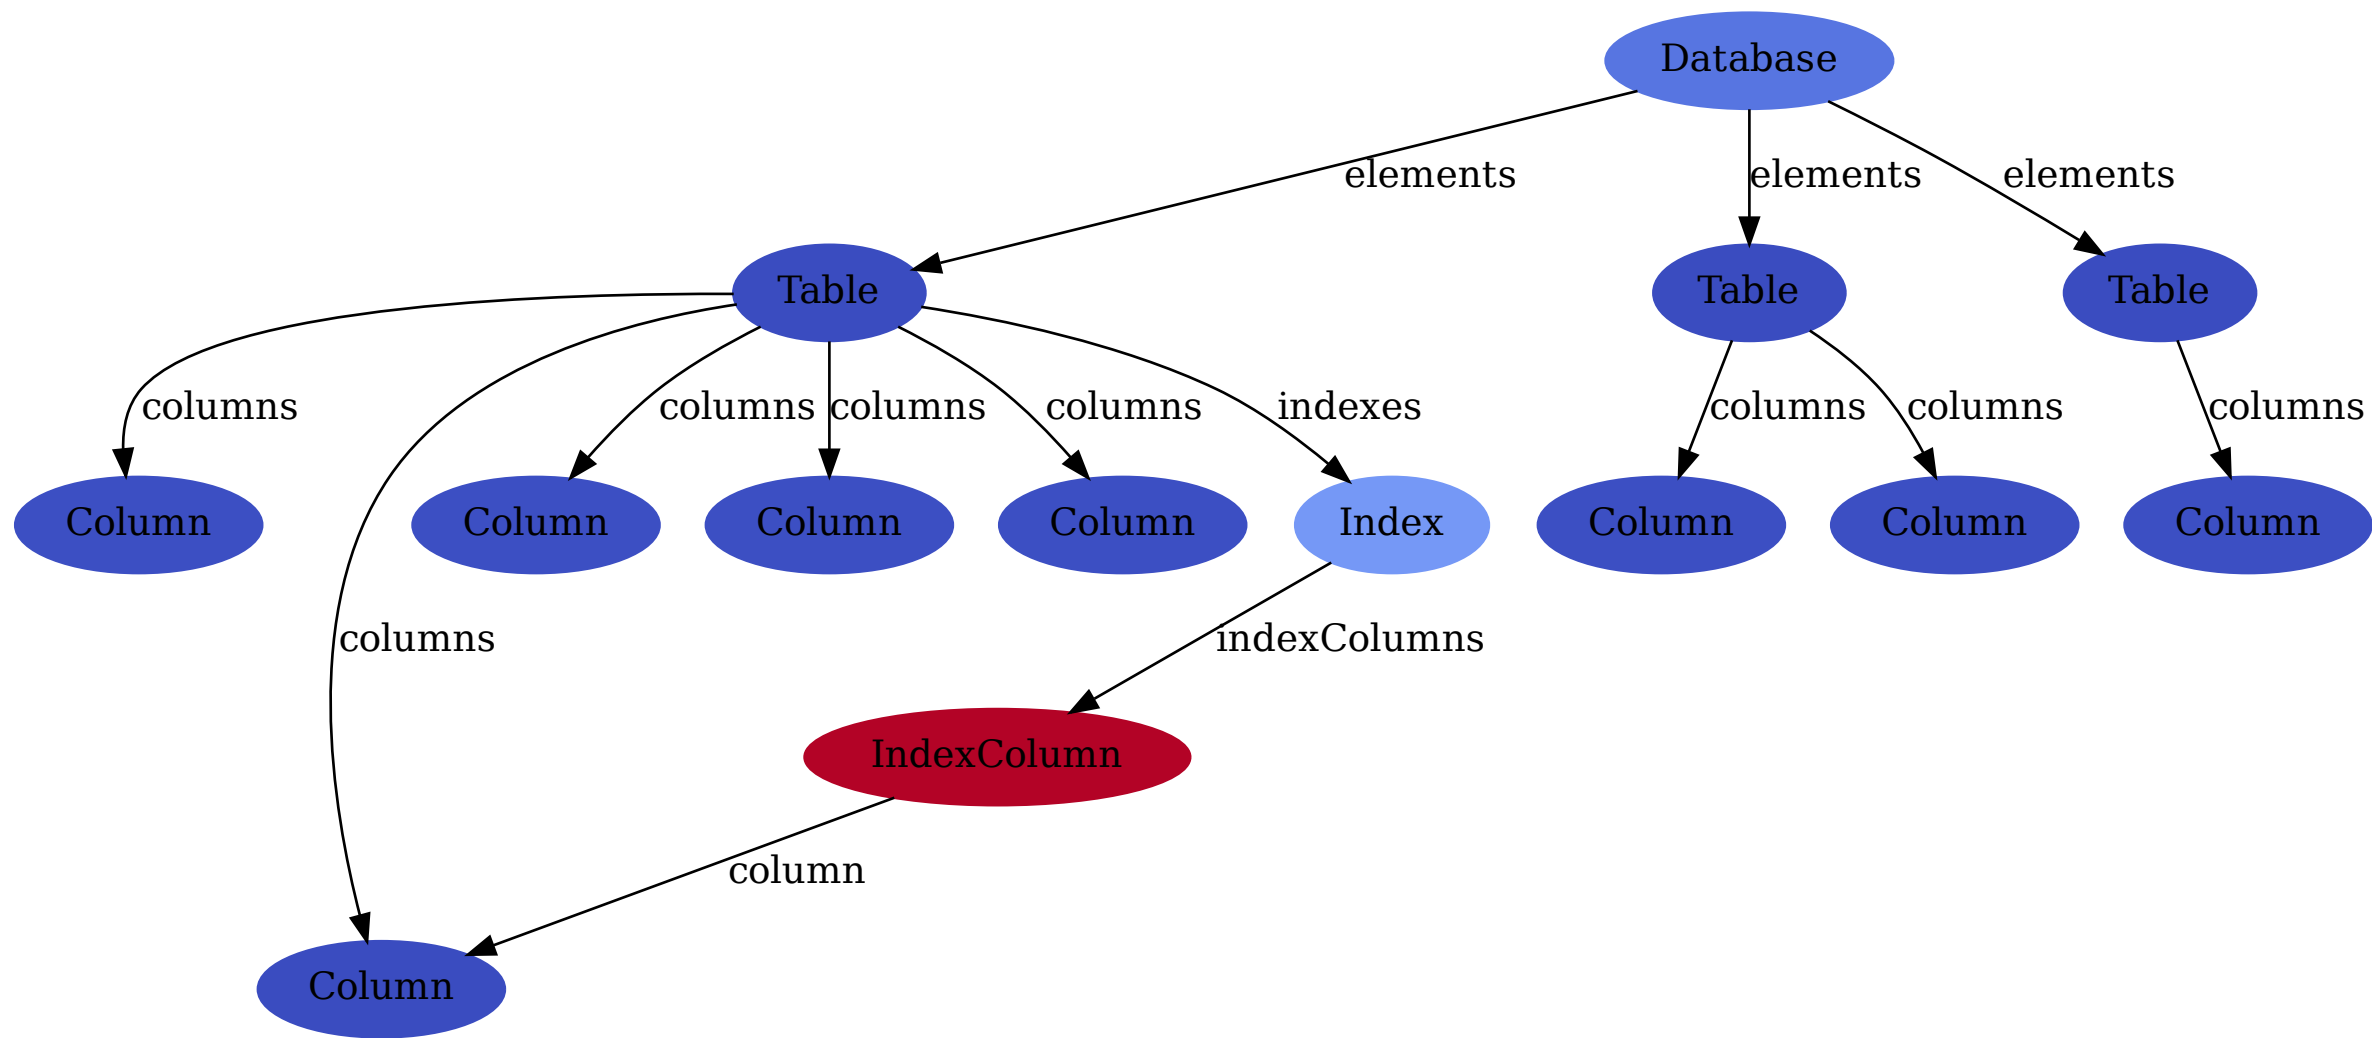 Database
elements
elements
elements
Table
Table
Table
columns
columns
columns
columns
indexes
columns
columns
columns
Column
Column
Column
Column
Index
Column
Column
Column
columns
indexColumns
IndexColumn
column
Column